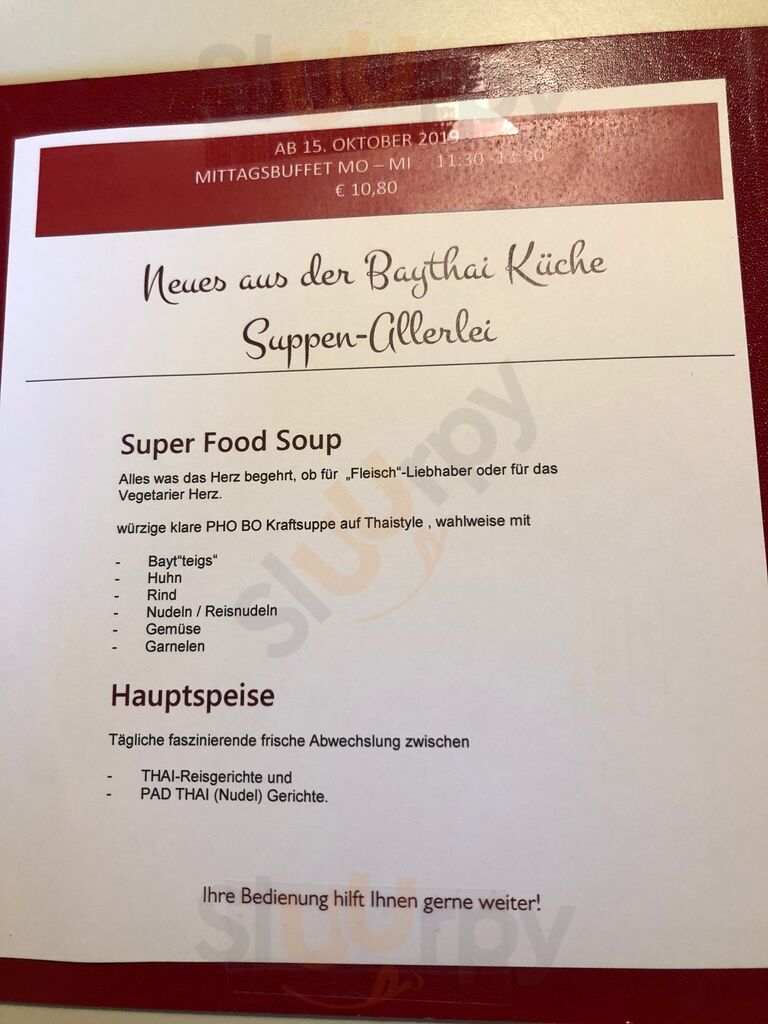 AB 15. OKTOBER 2019
MITTAGSBUFFET MO – MI 11:30 -13:30
€ 10,80
Neues aus der Baythai Küche
Suppen-Allerlei
Super Food Soup
Alles was das Herz begehrt, ob für „Fleisch“-Liebhaber oder für das
Vegetarier Herz.
würzige klare PHO BO Kraftsuppe auf Thaistyle , wahlweise mit
- Bayt“teigs“
- Huhn
- Rind
- Nudeln / Reisnudeln
- Gemüse
- Garnelen
Hauptspeise
Tägliche faszinierende frische Abwechslung zwischen
- THAI-Reisgerichte und
- PAD THAI (Nudel) Gerichte.
Ihre Bedienung hilft Ihnen gerne weiter!
sluurpy
sluurpy
sluurpy